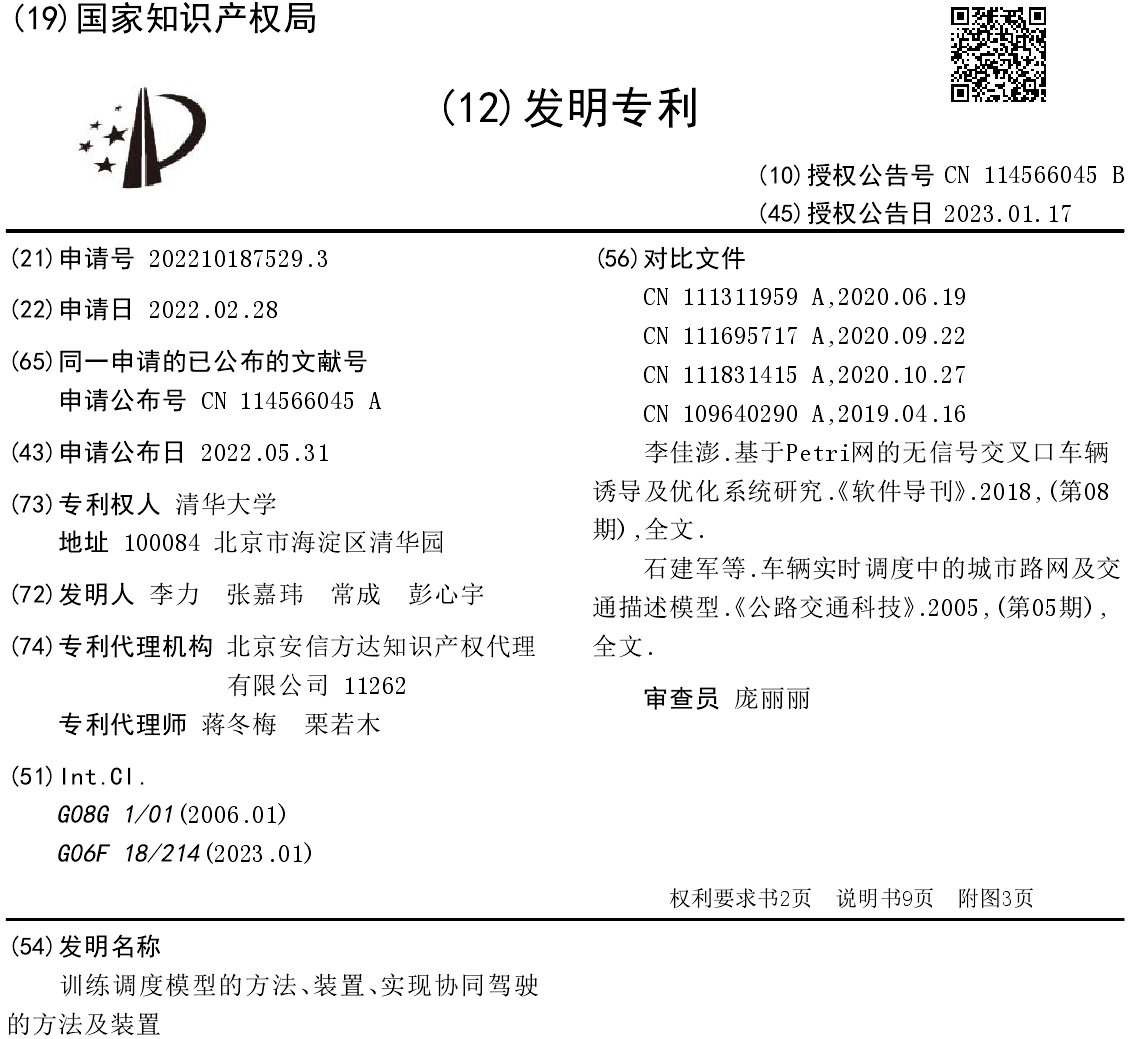 (19)国家知识产权局
(12)发明专利
(10)授权公告号 CN 114566045 B
(45)授权公告日 2023.01.17
(21)申请号 202210187529.3
(22)申请日 2022.02.28
(65)同一申请的已公布的文献号
申请公布号 CN 114566045 A
(43)申请公布日 2022.05.31
(73)专利权人 清华大学
地址 100084 北京市海淀区清华园
(72)发明人 李力 张嘉玮 常成 彭心宇
(74)专利代理机构 北京安信方达知识产权代理
有限公司 11262
专利代理师 蒋冬梅 栗若木
(51)Int.Cl.
G08G 1/01(2006.01)
G06F 18/214(2023.01)
(56)对比文件
CN 111311959 A,2020.06.19
CN 111695717 A,2020.09.22
CN 111831415 A,2020.10.27
CN 109640290 A,2019.04.16
李佳澎.基于Petri网的无信号交叉口车辆
诱导及优化系统研究.《软件导刊》.2018,(第08
期),全文.
石建军等.车辆实时调度中的城市路网及交
通描述模型.《公路交通科技》.2005,(第05期),
全文.
审查员 庞丽丽
权利要求书2页 说明书9页 附图3页
(54)发明名称
训练调度模型的方法、装置、实现协同驾驶
的方法及装置